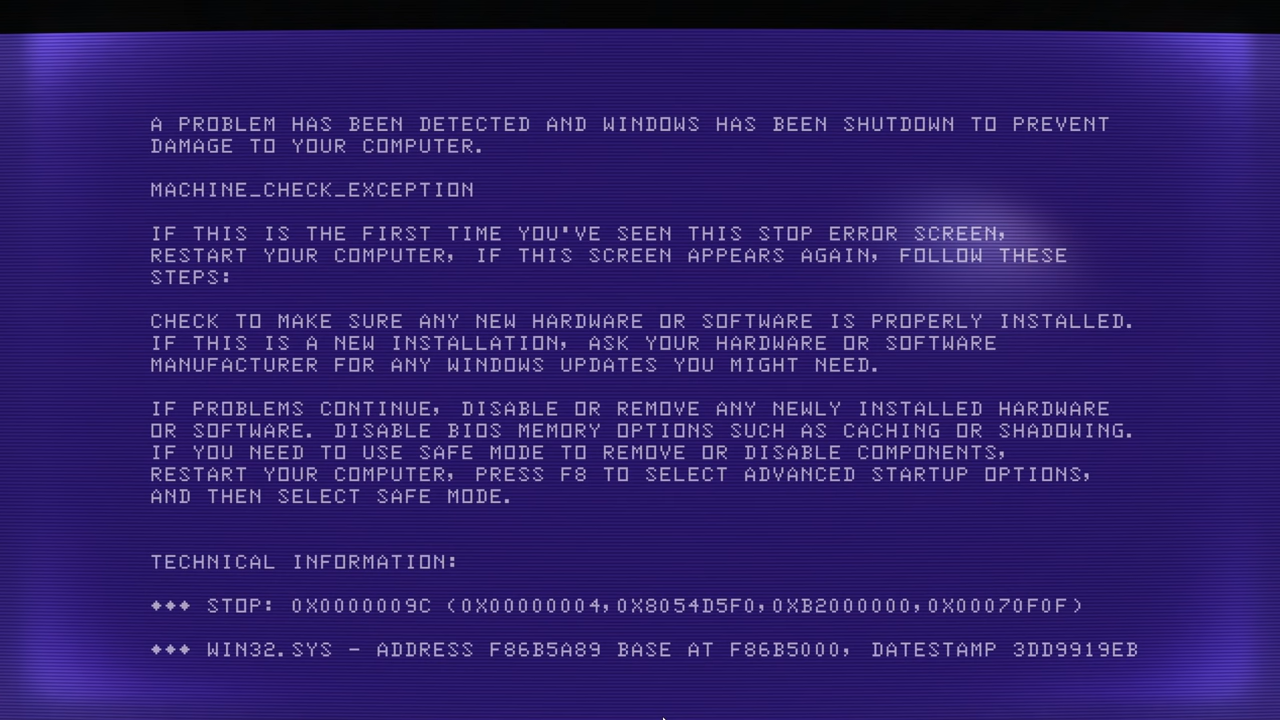 A PROBLEM HAS BEEN DETECTED AND WINDOWS HAS BEEN SHUTDOWN TO PREVENT
DAMAGE TO YOUR COMPUTER.
MACHINE_CHECK_EXCEPTION
IF THIS IS THE FIRST TIME YOU'VE SEEN THIS STOP ERROR SCREEN,
RESTART YOUR COMPUTER, IF THIS SCREEN APPEARS AGAIN, FOLLOW THESE
STEPS:
CHECK TO MAKE SURE ANY NEW HARDWARE OR SOFTWARE IS PROPERLY INSTALLED.
IF THIS IS A NEW INSTALLATION, ASK YOUR HARDWARE OR SOFTWARE
MANUFACTURER FOR ANY WINDOWS UPDATES YOU MIGHT NEED.
IF PROBLEMS CONTINUE, DISABLE OR REMOVE ANY NEWLY INSTALLED HARDWARE
OR SOFTWARE. DISABLE BIOS MEMORY OPTIONS SUCH AS CACHING OR SHADOWING.
IF YOU NEED TO USE SAFE MODE TO REMOVE OR DISABLE COMPONENTS,
RESTART YOUR COMPUTER, PRESS F8 TO SELECT ADVANCED STARTUP OPTIONS,
AND THEN SELECT SAFE MODE.
TECHNICAL INFORMATION:
◆◆◆ STOP: 0X0000009C (0X00000004,0X8054D5F0,0XB2000000,0X00070F0F)
◆◆◆ WIN32.SYS - ADDRESS F86B5A89 BASE AT F86B5000, DATESTAMP 3DD9919EB